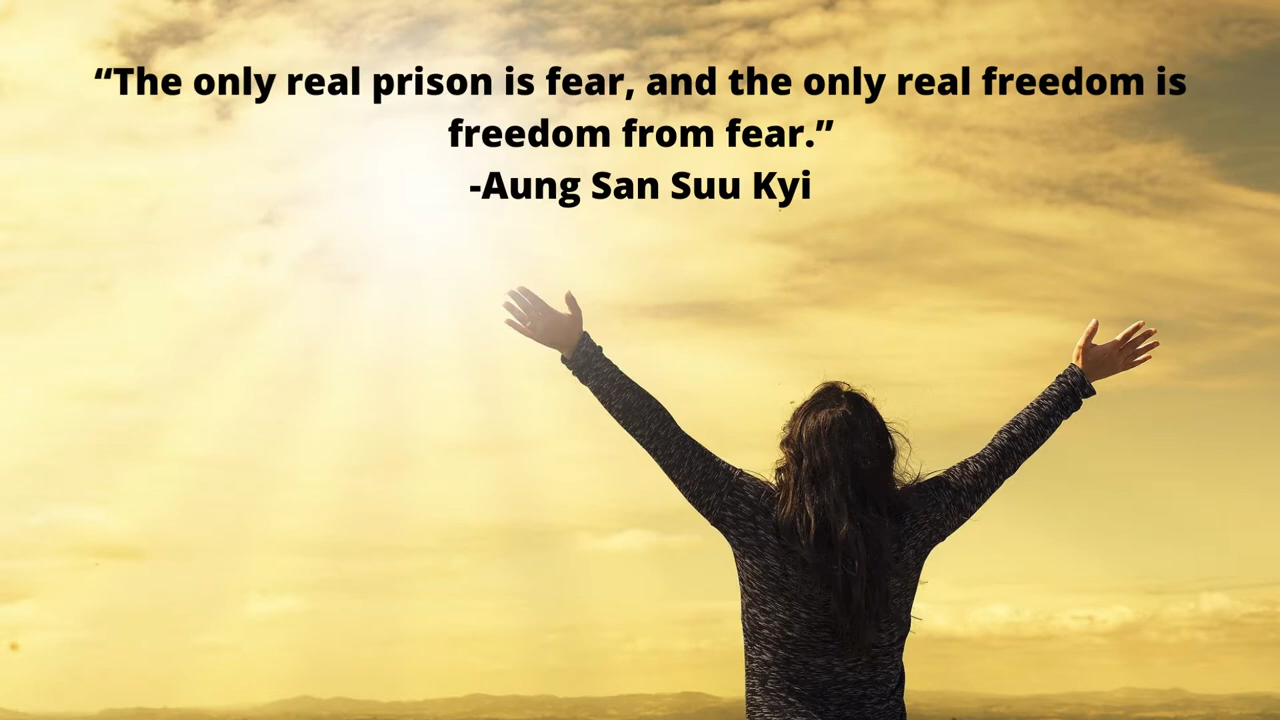 “The only real prison is fear, and the only real freedom is
freedom from fear.”
-Aung San Suu Kyi